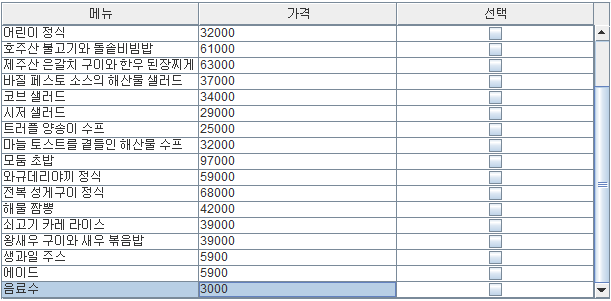 메뉴 가격 선택
어린이 정식 32000
호주산 불고기와 돌솥비빔밥 61000
제주산 은갈치 구이와 한우 된장찌게 63000
바질 페스토 소스의 해산물 샐러드 37000
코브 샐러드 34000
시저 샐러드 29000
트러플 양송이 수프 25000
마늘 토스트를 곁들인 해산물 수프 32000
모둠 초밥 97000
와규데리야끼 정식 59000
전복 성게구이 정식 68000
해물 짬뽕 42000
쇠고기 카레 라이스 39000
왕새우 구이와 새우 볶음밥 39000
생과일 주스 5900
에이드 5900
음료수 3000